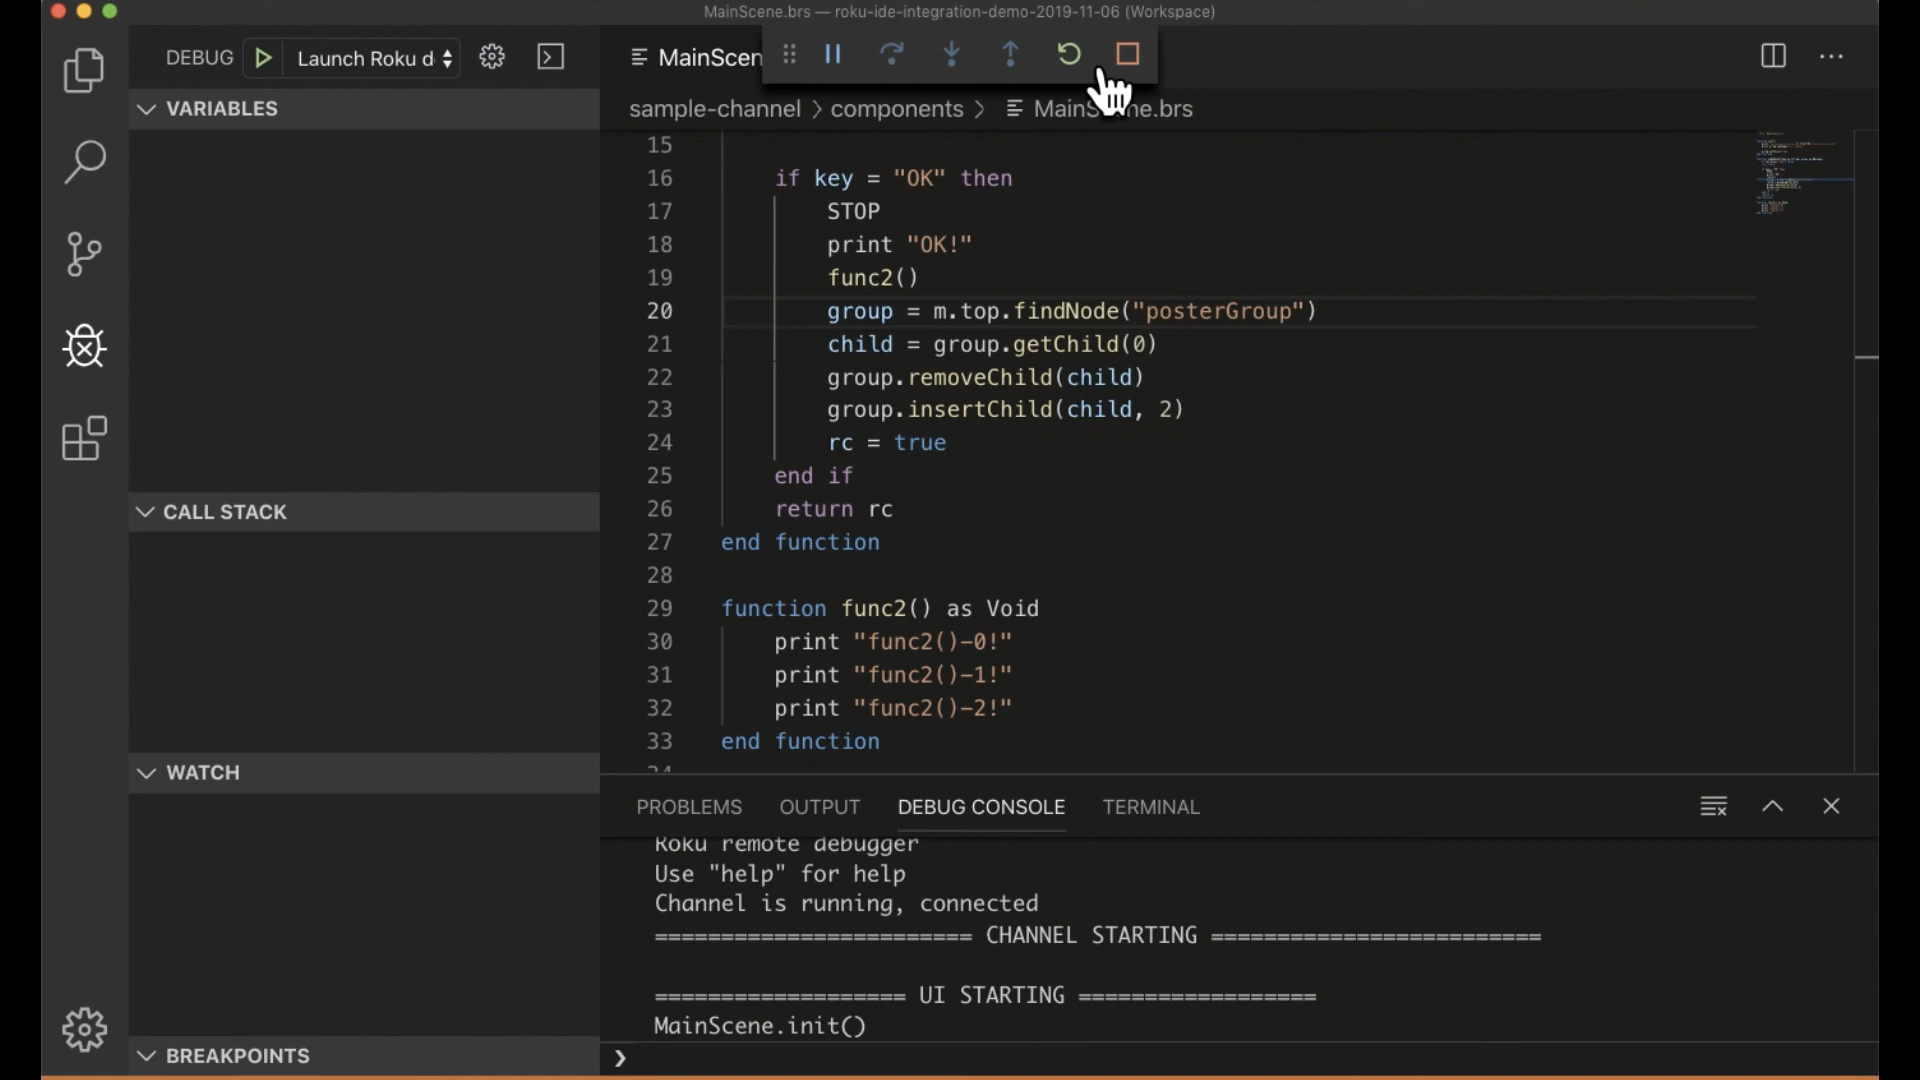 MainScene.brs — roku-ide-integration-demo-2019-11-06 (Workspace)
DEBUG Launch Roku d
MainScen
VARIABLES
sample-channel > components > MainScene.brs
15
16 if key = "OK" then
17 STOP
18 print "OK!"
19 func2()
20 group = m.top.findNode("posterGroup")
21 child = group.getChild(0)
22 group.removeChild(child)
23 group.insertChild(child, 2)
24 rc = true
25 end if
26 return rc
27 end function
28
29 function func2() as Void
30 print "func2()-0!"
31 print "func2()-1!"
32 print "func2()-2!"
33 end function
CALL STACK
WATCH
BREAKPOINTS
PROBLEMS OUTPUT DEBUG CONSOLE TERMINAL
Roku remote debugger
Use "help" for help
Channel is running, connected
======================== CHANNEL STARTING =========================
=================== UI STARTING ==================
MainScene.init()